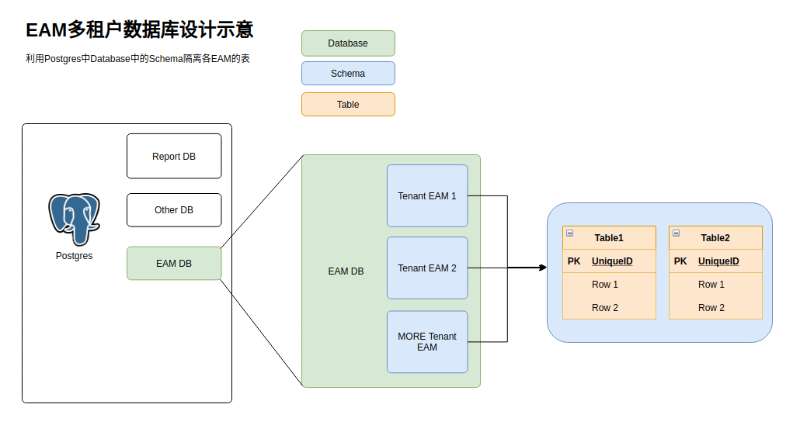 EAM多租户数据库设计示意
利用Postgres中Database中的Schema隔离各EAM的表
Database
Schema
Table
Report DB
Other DB
Postgres
EAM DB
EAM DB
Tenant EAM 1
Tenant EAM 2
MORE Tenant
EAM
Table1
PK UniqueID
Row 1
Row 2
Table2
PK UniqueID
Row 1
Row 2